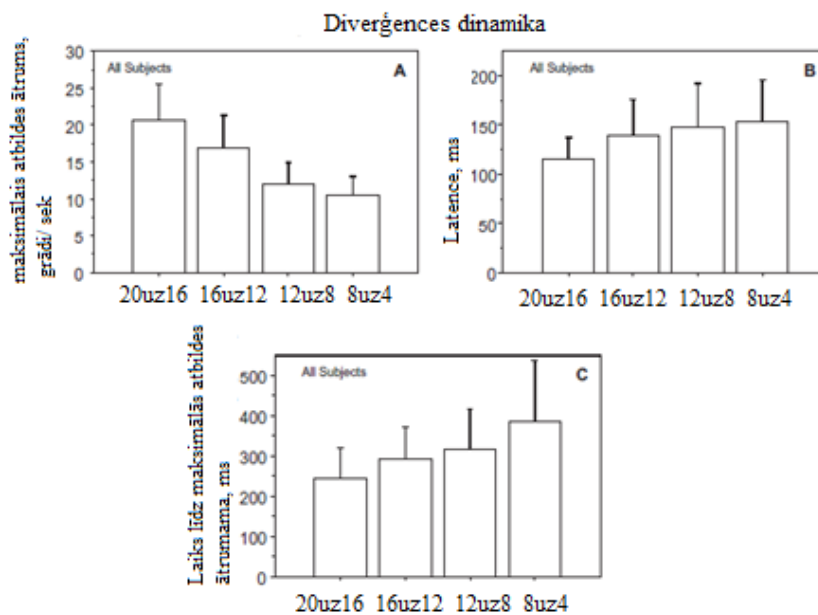 Diverģences dinamika
maksimālais atbildes ātrums,
grādi/ sek
30
25
20
15
10
5
0
All Subjects
A
20uz16 16uz12 12uz8 8uz4
Latence, ms
200
150
100
50
0
All Subjects
B
20uz16 16uz12 12uz8 8uz4
Laiks līdz maksimālās atbildes
ātrumama, ms
500
400
300
200
100
0
All Subjects
C
20uz16 16uz12 12uz8 8uz4